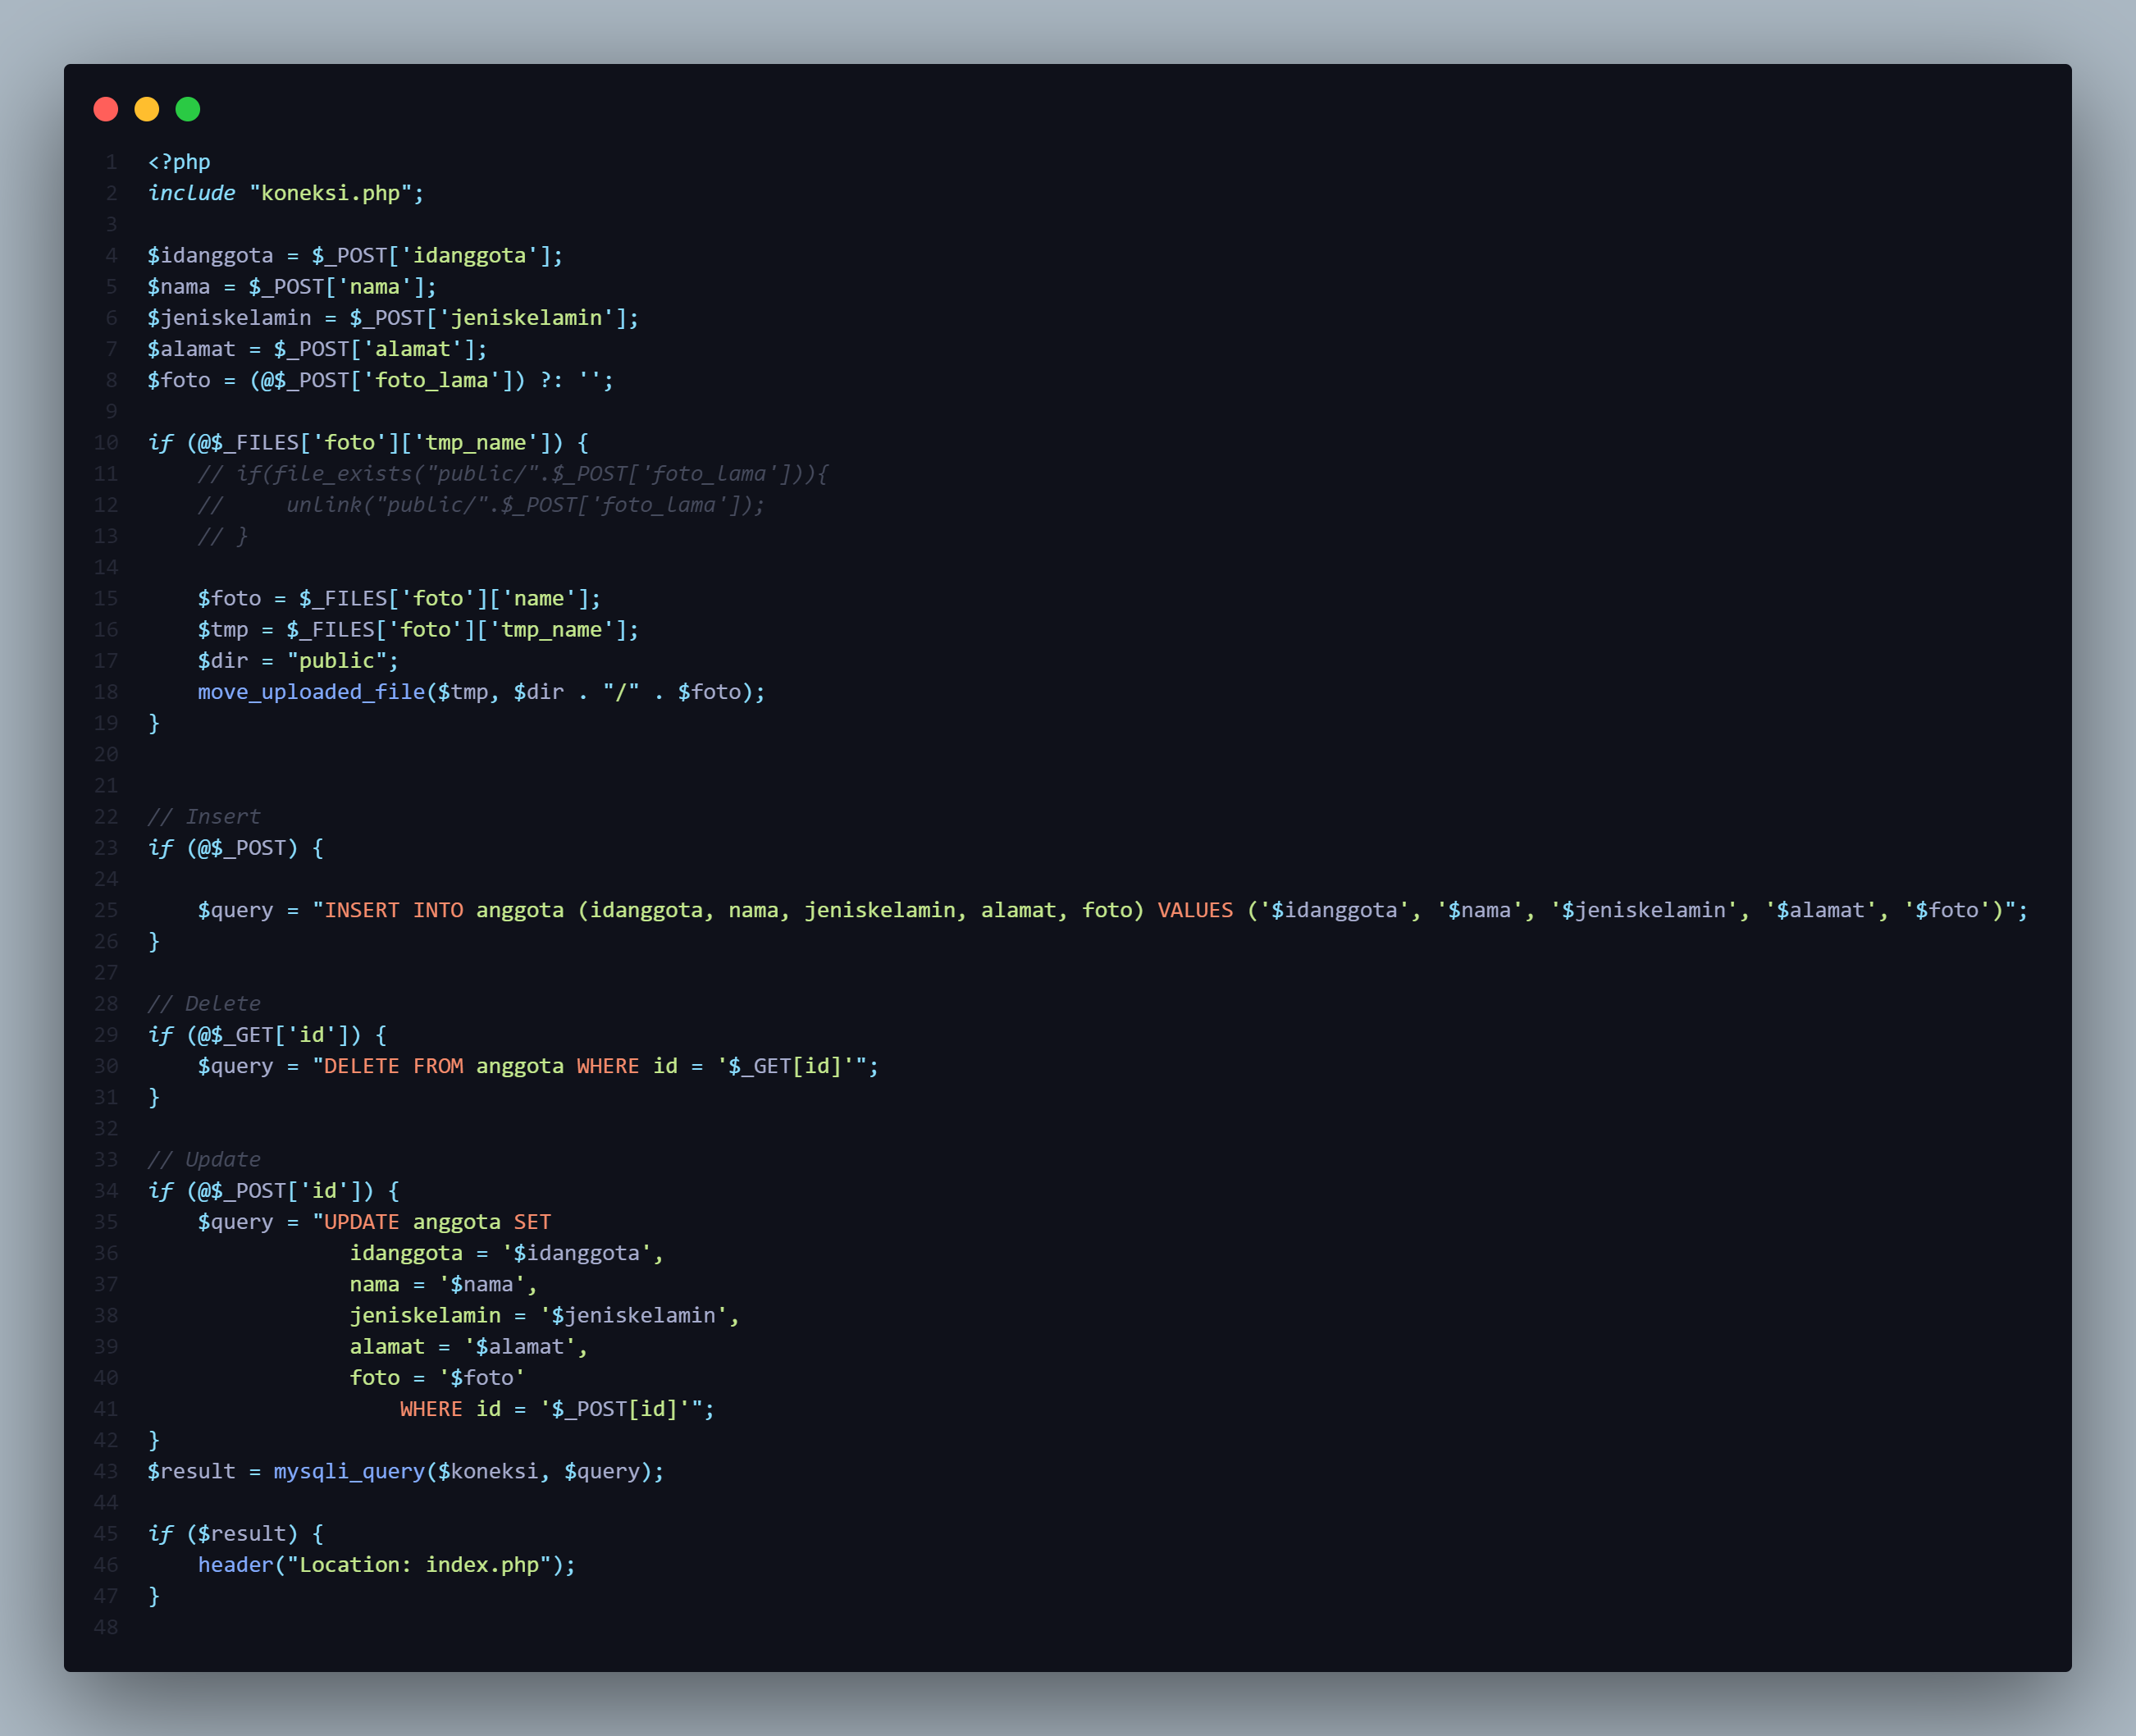 1 <?php
2 include "koneksi.php";
3
4 $idanggota = $_POST['idanggota'];
5 $nama = $_POST['nama'];
6 $jeniskelamin = $_POST['jeniskelamin'];
7 $alamat = $_POST['alamat'];
8 $foto = (@$_POST['foto_lama']) ?: '';
9
10 if (@$_FILES['foto']['tmp_name']) {
11     // if(file_exists("public/".$_POST['foto_lama'])){
12     //     unlink("public/".$_POST['foto_lama']);
13     // }
14
15     $foto = $_FILES['foto']['name'];
16     $tmp = $_FILES['foto']['tmp_name'];
17     $dir = "public";
18     move_uploaded_file($tmp, $dir . "/" . $foto);
19 }
20
21
22 // Insert
23 if (@$_POST) {
24
25     $query = "INSERT INTO anggota (idanggota, nama, jeniskelamin, alamat, foto) VALUES ('$idanggota', '$nama', '$jeniskelamin', '$alamat', '$foto')";
26 }
27
28 // Delete
29 if (@$_GET['id']) {
30     $query = "DELETE FROM anggota WHERE id = '$_GET[id]'";
31 }
32
33 // Update
34 if (@$_POST['id']) {
35     $query = "UPDATE anggota SET
36                 idanggota = '$idanggota',
37                 nama = '$nama',
38                 jeniskelamin = '$jeniskelamin',
39                 alamat = '$alamat',
40                 foto = '$foto'
41                     WHERE id = '$_POST[id]'";
42 }
43 $result = mysqli_query($koneksi, $query);
44
45 if ($result) {
46     header("Location: index.php");
47 }
48